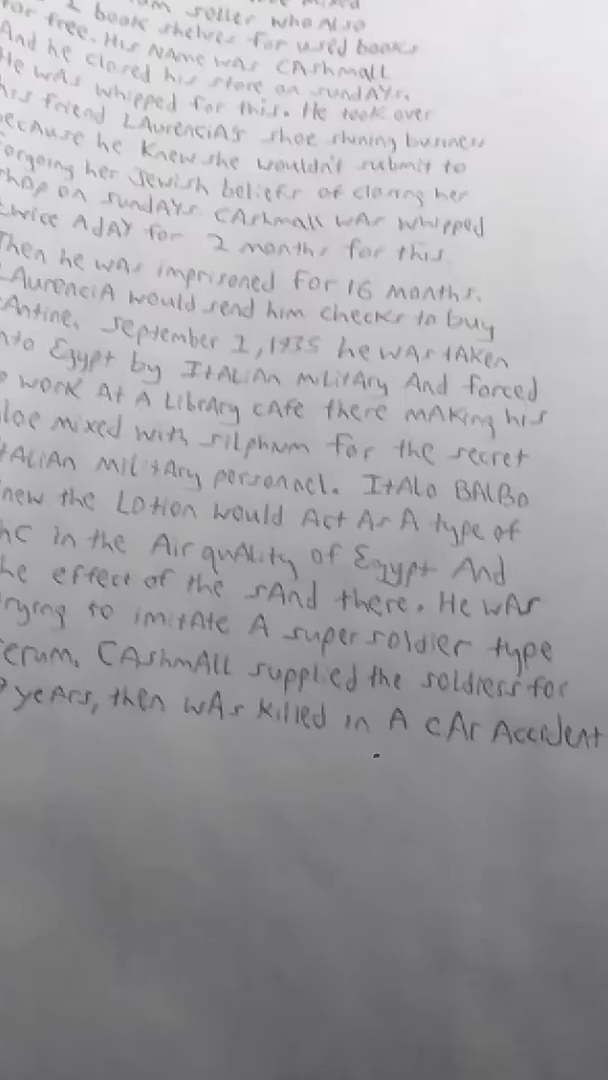 soller who Also
2 book shelves for used books
for free. His NAme wAs CAshmAll
And he closed his store on sundAYs.
He wAs whipped for this. He took over
his friend LAurenciA's shoe shining business
because he knew she wouldn't submit to
forgoing her Jewish beliefs of closing her
shop on sundAYs. CAshmAll wAs whipped
twice A dAY for 2 months for this
Then he wAs imprisoned for 16 months.
LAurenciA would send him checks to buy
cAntine. September 1, 1935 he wAs tAKen
into Egypt by ItALiAn militAry And forced
to work At A LibrAry cAfe there mAKing his
Aloe mixed with silphium for the secret
ItALiAn MilitAry personnel. ItAlo BALBo
Knew the Lotion would Act As A type of
in the Air quAlity of Egypt And
the effect of the sAnd there. He wAs
trying to imitAte A super soldier type
serum. CAshmAll supplied the soldiers for
yeArs, then wAs Killed in A cAr Accident